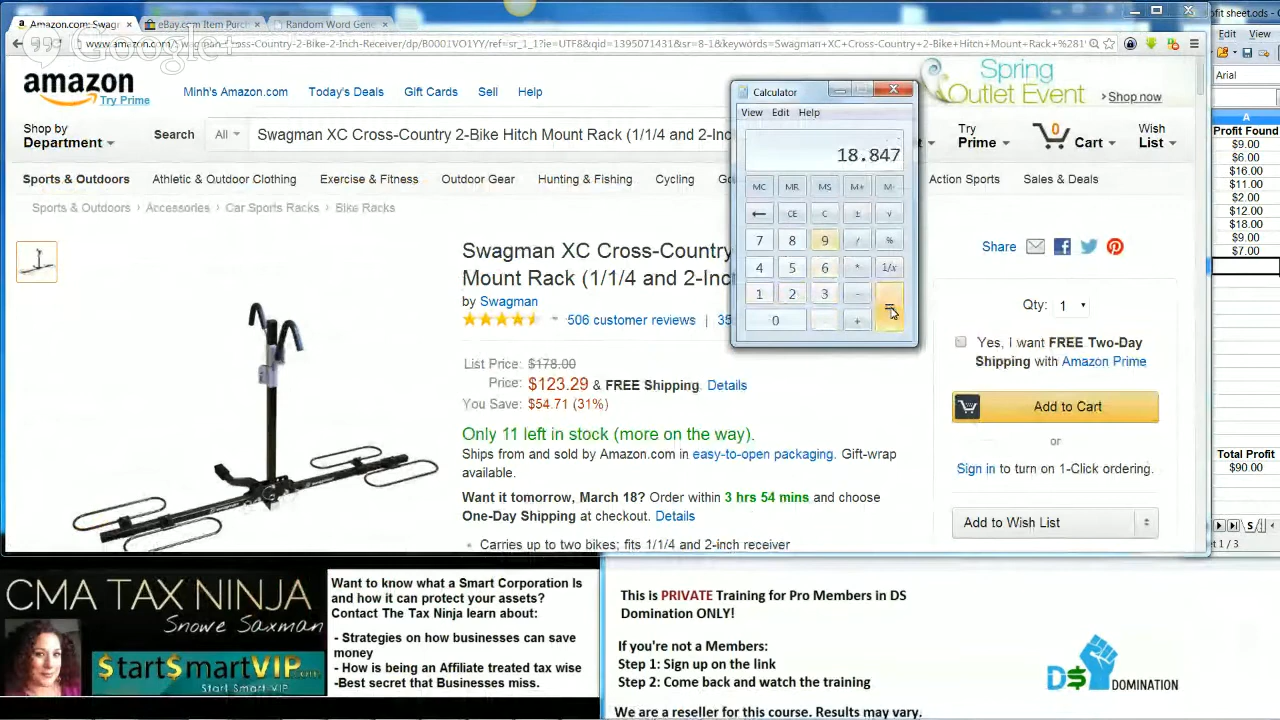 Amazon.com: Swagm
eBay.com Item Purch
Random Word Gene
ofit sheet.ods - O
Google+
Edit View
Arial
amazon
Try Prime
Minh's Amazon.com
Today's Deals
Gift Cards
Sell
Help
Spring
Outlet Event
Shop now
Calculator
View Edit Help
18.847
MC MR MS M+ M-
← CE C ± √
7 8 9 / %
4 5 6 * 1/x
1 2 3 - =
0 . +
Shop by
Department
Search
All
Swagman XC Cross-Country 2-Bike Hitch Mount Rack (1/1/4 and 2-Inc
Try
Prime
0
Cart
Wish
List
Sports & Outdoors
Athletic & Outdoor Clothing
Exercise & Fitness
Outdoor Gear
Hunting & Fishing
Cycling
Action Sports
Sales & Deals
Sports & Outdoors
Accessories
Car Sports Racks
Bike Racks
Swagman XC Cross-Country
Mount Rack (1/1/4 and 2-Inc
by Swagman
506 customer reviews | 35
List Price: $178.00
Price: $123.29 & FREE Shipping. Details
You Save: $54.71 (31%)
Only 11 left in stock (more on the way).
Ships from and sold by Amazon.com in easy-to-open packaging. Gift-wrap
available.
Want it tomorrow, March 18? Order within 3 hrs 54 mins and choose
One-Day Shipping at checkout. Details
Carries up to two bikes; fits 1/1/4 and 2-inch receiver
Share
Qty: 1
Yes, I want FREE Two-Day
Shipping with Amazon Prime
Add to Cart
or
Sign in to turn on 1-Click ordering.
Add to Wish List
A
Profit Found
$9.00
$6.00
$16.00
$11.00
$2.00
$12.00
$18.00
$9.00
$7.00
Total Profit
$90.00
t 1 / 3
CMA TAX NINJA
Snowe Saxman
$tart$martVIP.com
Start Smart VIP
Want to know what a Smart Corporation Is
and how it can protect your assets?
Contact The Tax Ninja learn about:
- Strategies on how businesses can save
money
- How is being an Affiliate treated tax wise
-Best secret that Businesses miss.
This is PRIVATE Training for Pro Members in DS
Domination ONLY!
If you're not a Members:
Step 1: Sign up on the link
Step 2: Come back and watch the training
We are a reseller for this course. Results may vary.
D$ DOMINATION